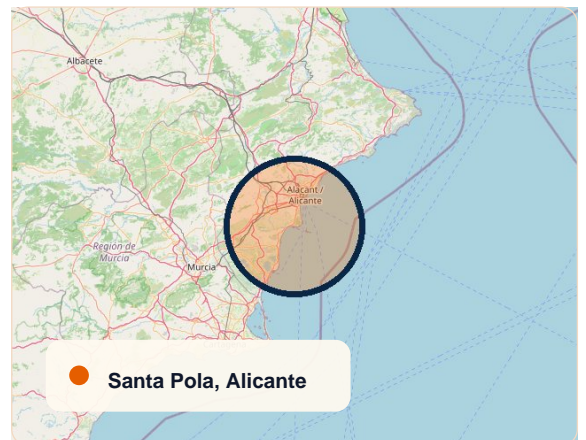 Albacete
Alacant /
Alicante
Región de
Murcia
Murcia
Santa Pola, Alicante